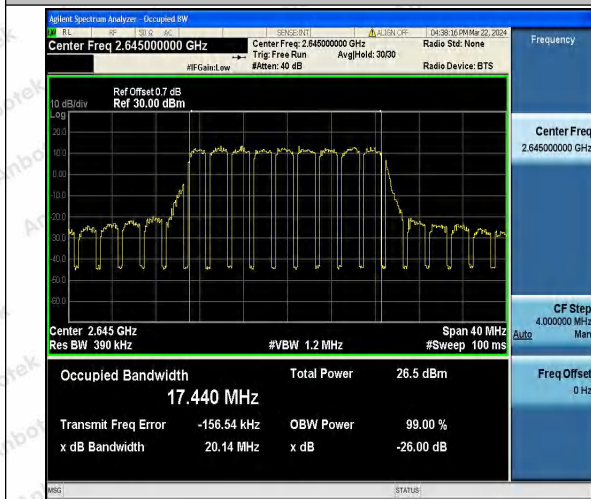 Agilent Spectrum Analyzer - Occupied BW
RL RF 50 Ω AC SENSE:INT ALIGN OFF 04:38:16 PM Mar 22, 2024
Center Freq 2.645000000 GHz Center Freq: 2.645000000 GHz Radio Std: None
Trig: Free Run Avg|Hold: 30/30
#IFGain:Low #Atten: 40 dB Radio Device: BTS
Ref Offset 0.7 dB
10 dB/div Ref 30.00 dBm
Log
20.0
10.0
0.00
-10.0
-20.0
-30.0
-40.0
-50.0
-60.0
Center 2.645 GHz Span 40 MHz
Res BW 390 kHz #VBW 1.2 MHz #Sweep 100 ms
Occupied Bandwidth Total Power 26.5 dBm
17.440 MHz
Transmit Freq Error -156.54 kHz OBW Power 99.00 %
x dB Bandwidth 20.14 MHz x dB -26.00 dB
MSG STATUS
Frequency
Center Freq
2.645000000 GHz
CF Step
4.000000 MHz
Auto Man
Freq Offset
0 Hz